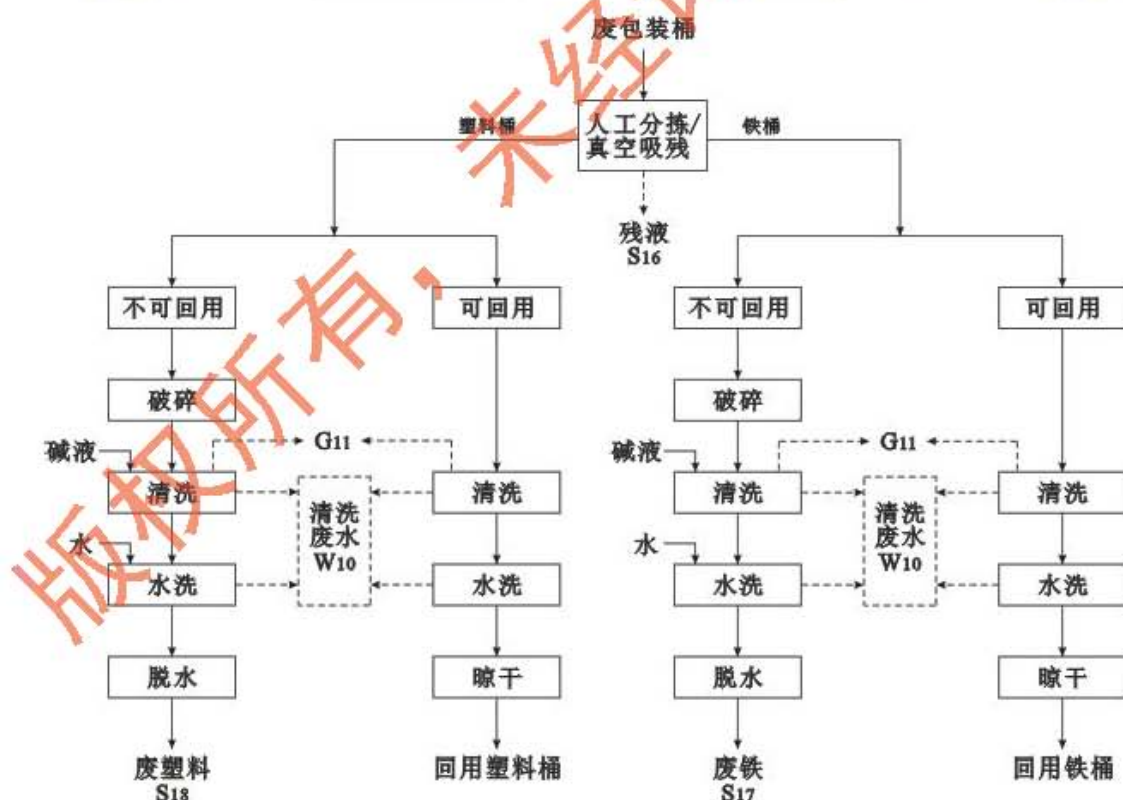 废包装桶
塑料桶
人工分拣/
真空吸残
铁桶
残液
S16
不可回用
可回用
不可回用
可回用
破碎
破碎
碱液
G11
碱液
G11
清洗
清洗
清洗
清洗
清洗
废水
W10
清洗
废水
W10
水
水
水洗
水洗
水洗
水洗
脱水
晾干
脱水
晾干
废塑料
S18
回用塑料桶
废铁
S17
回用铁桶
版权所有，未经